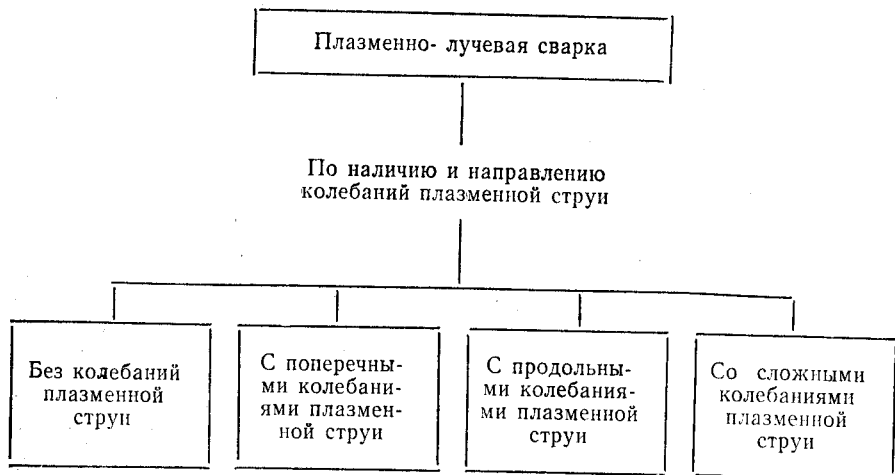 Плазменно- лучевая сварка
По наличию и направлению
колебаний плазменной струи
Без колебаний
плазменной
струи
С поперечны-
ми колебани-
ями плазмен-
ной струи
С продольны-
ми колебания-
ми плазменной
струи
Со сложными
колебаниями
плазменной
струи